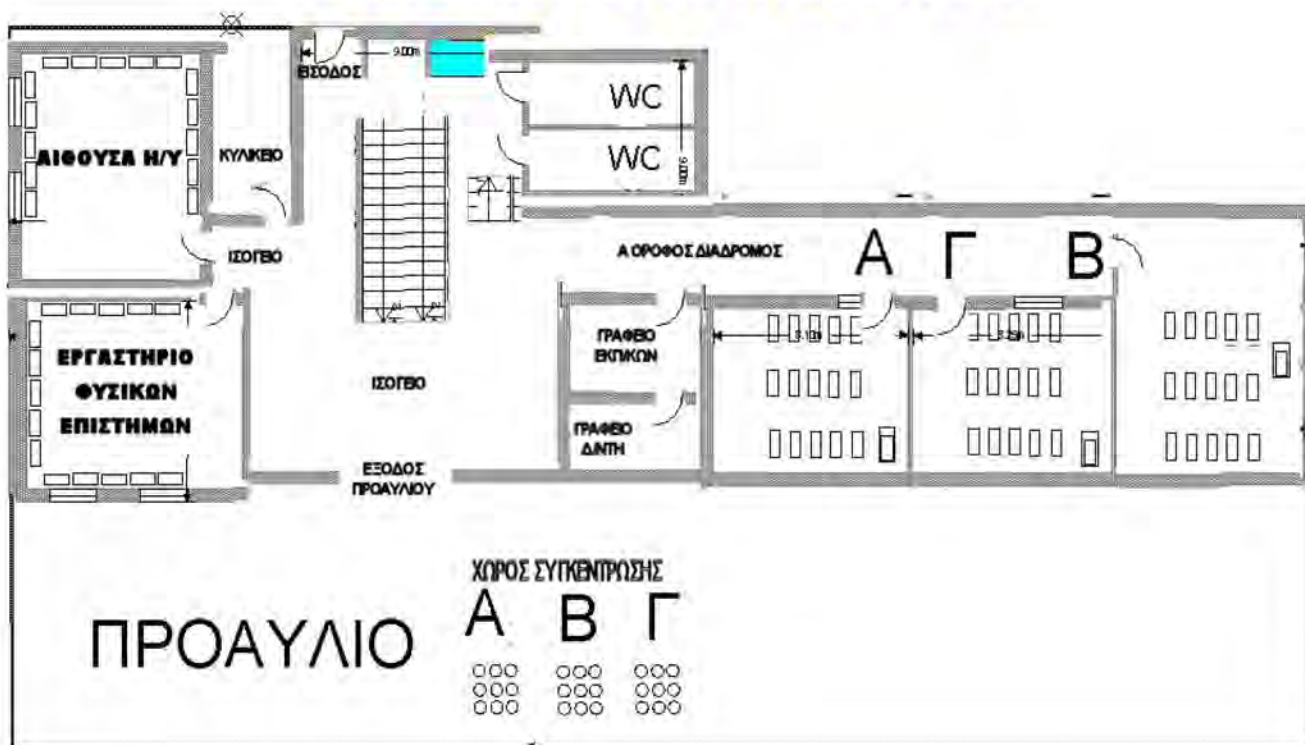 9.00m
ΕΙΣΟΔΟΣ
WC
ΑΙΘΟΥΣΑ Η/Υ
ΚΥΛΙΚΕΙΟ
WC
ΙΣΟΓΕΙΟ
Α ΟΡΟΦΟΣ ΔΙΑΔΡΟΜΟΣ
Α Γ Β
ΕΡΓΑΣΤΗΡΙΟ
ΦΥΣΙΚΩΝ
ΕΠΙΣΤΗΜΩΝ
ΙΣΟΓΕΙΟ
ΓΡΑΦΕΙΟ
ΕΚΠ/ΚΩΝ
ΓΡΑΦΕΙΟ
Δ/ΝΤΗ
ΕΞΟΔΟΣ
ΠΡΟΑΥΛΙΟΥ
ΧΩΡΟΣ ΣΥΓΚΕΝΤΡΩΣΗΣ
Α Β Γ
ΠΡΟΑΥΛΙΟ